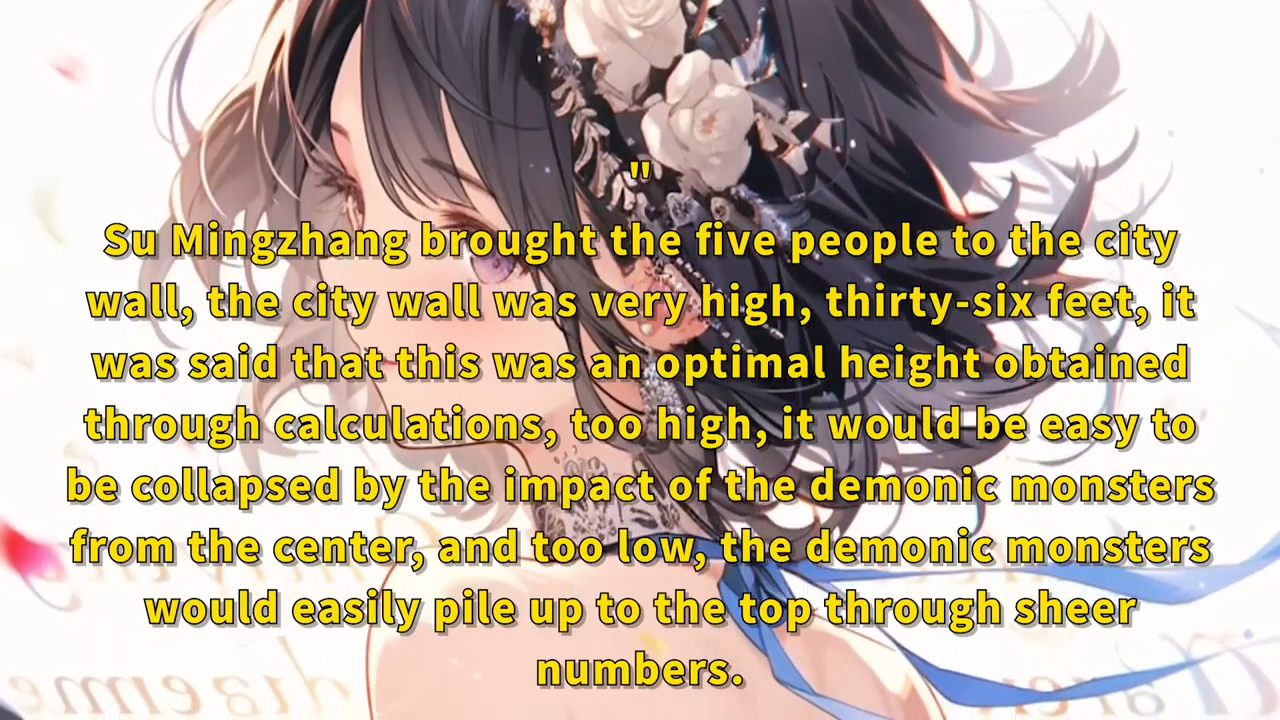 "
Su Mingzhang brought the five people to the city
wall, the city wall was very high, thirty-six feet, it
was said that this was an optimal height obtained
through calculations, too high, it would be easy to
be collapsed by the impact of the demonic monsters
from the center, and too low, the demonic monsters
would easily pile up to the top through sheer
numbers.